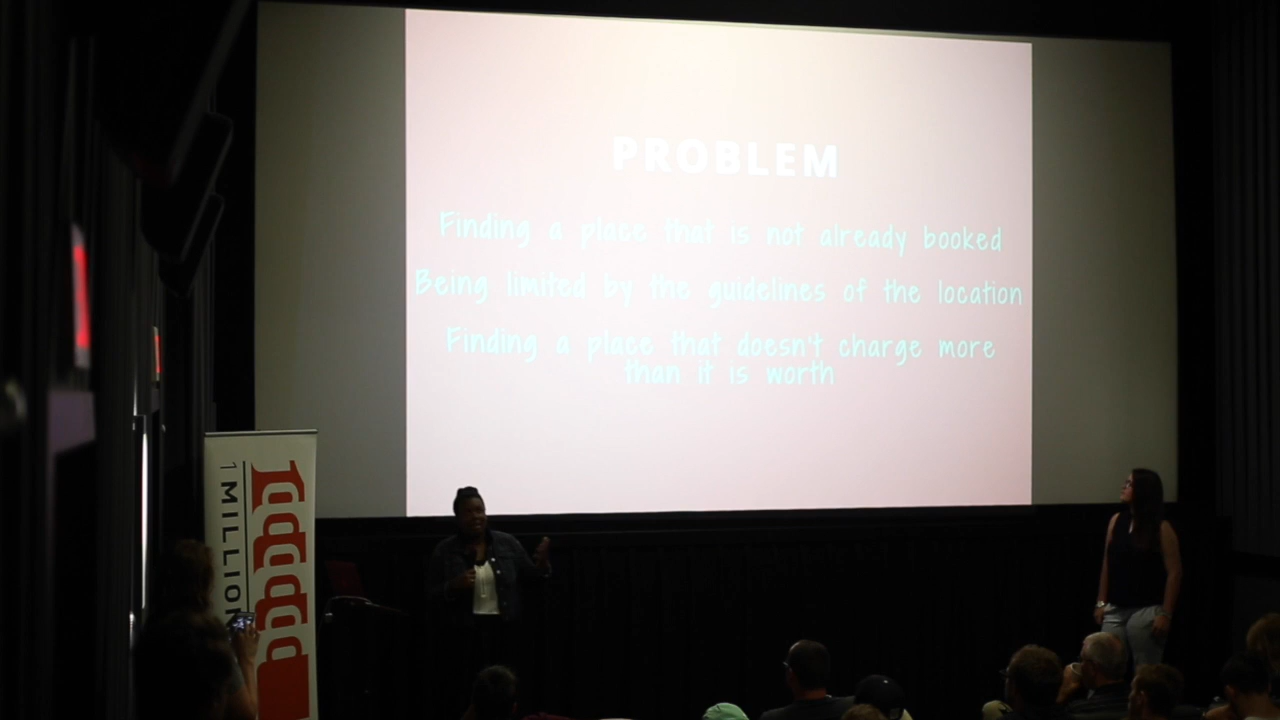 PROBLEM
Finding a place that is not already booked
Being limited by the guidelines of the location
Finding a place that doesn't charge more
than it is worth
1 MILLION